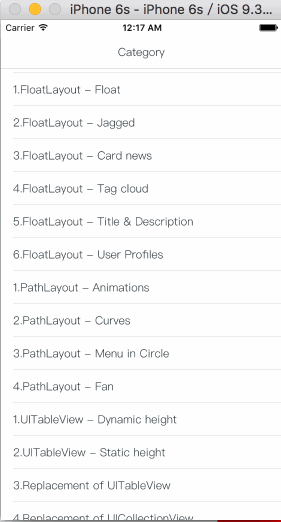 iPhone 6s - iPhone 6s / iOS 9.3...
Carrier 12:17 AM
Category
1.FloatLayout - Float
2.FloatLayout - Jagged
3.FloatLayout - Card news
4.FloatLayout - Tag cloud
5.FloatLayout - Title & Description
6.FloatLayout - User Profiles
1.PathLayout - Animations
2.PathLayout - Curves
3.PathLayout - Menu in Circle
4.PathLayout - Fan
1.UITableView - Dynamic height
2.UITableView - Static height
3.Replacement of UITableView
4.Replacement of UICollectionView